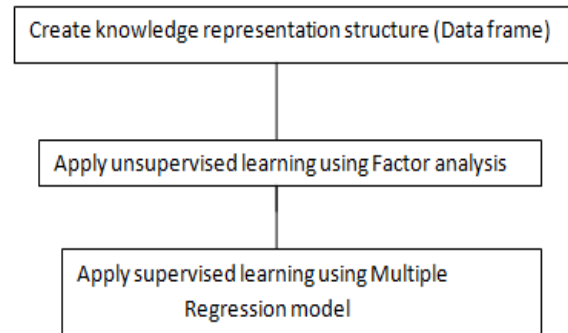 Create knowledge representation structure (Data frame)
Apply unsupervised learning using Factor analysis
Apply supervised learning using Multiple
Regression model